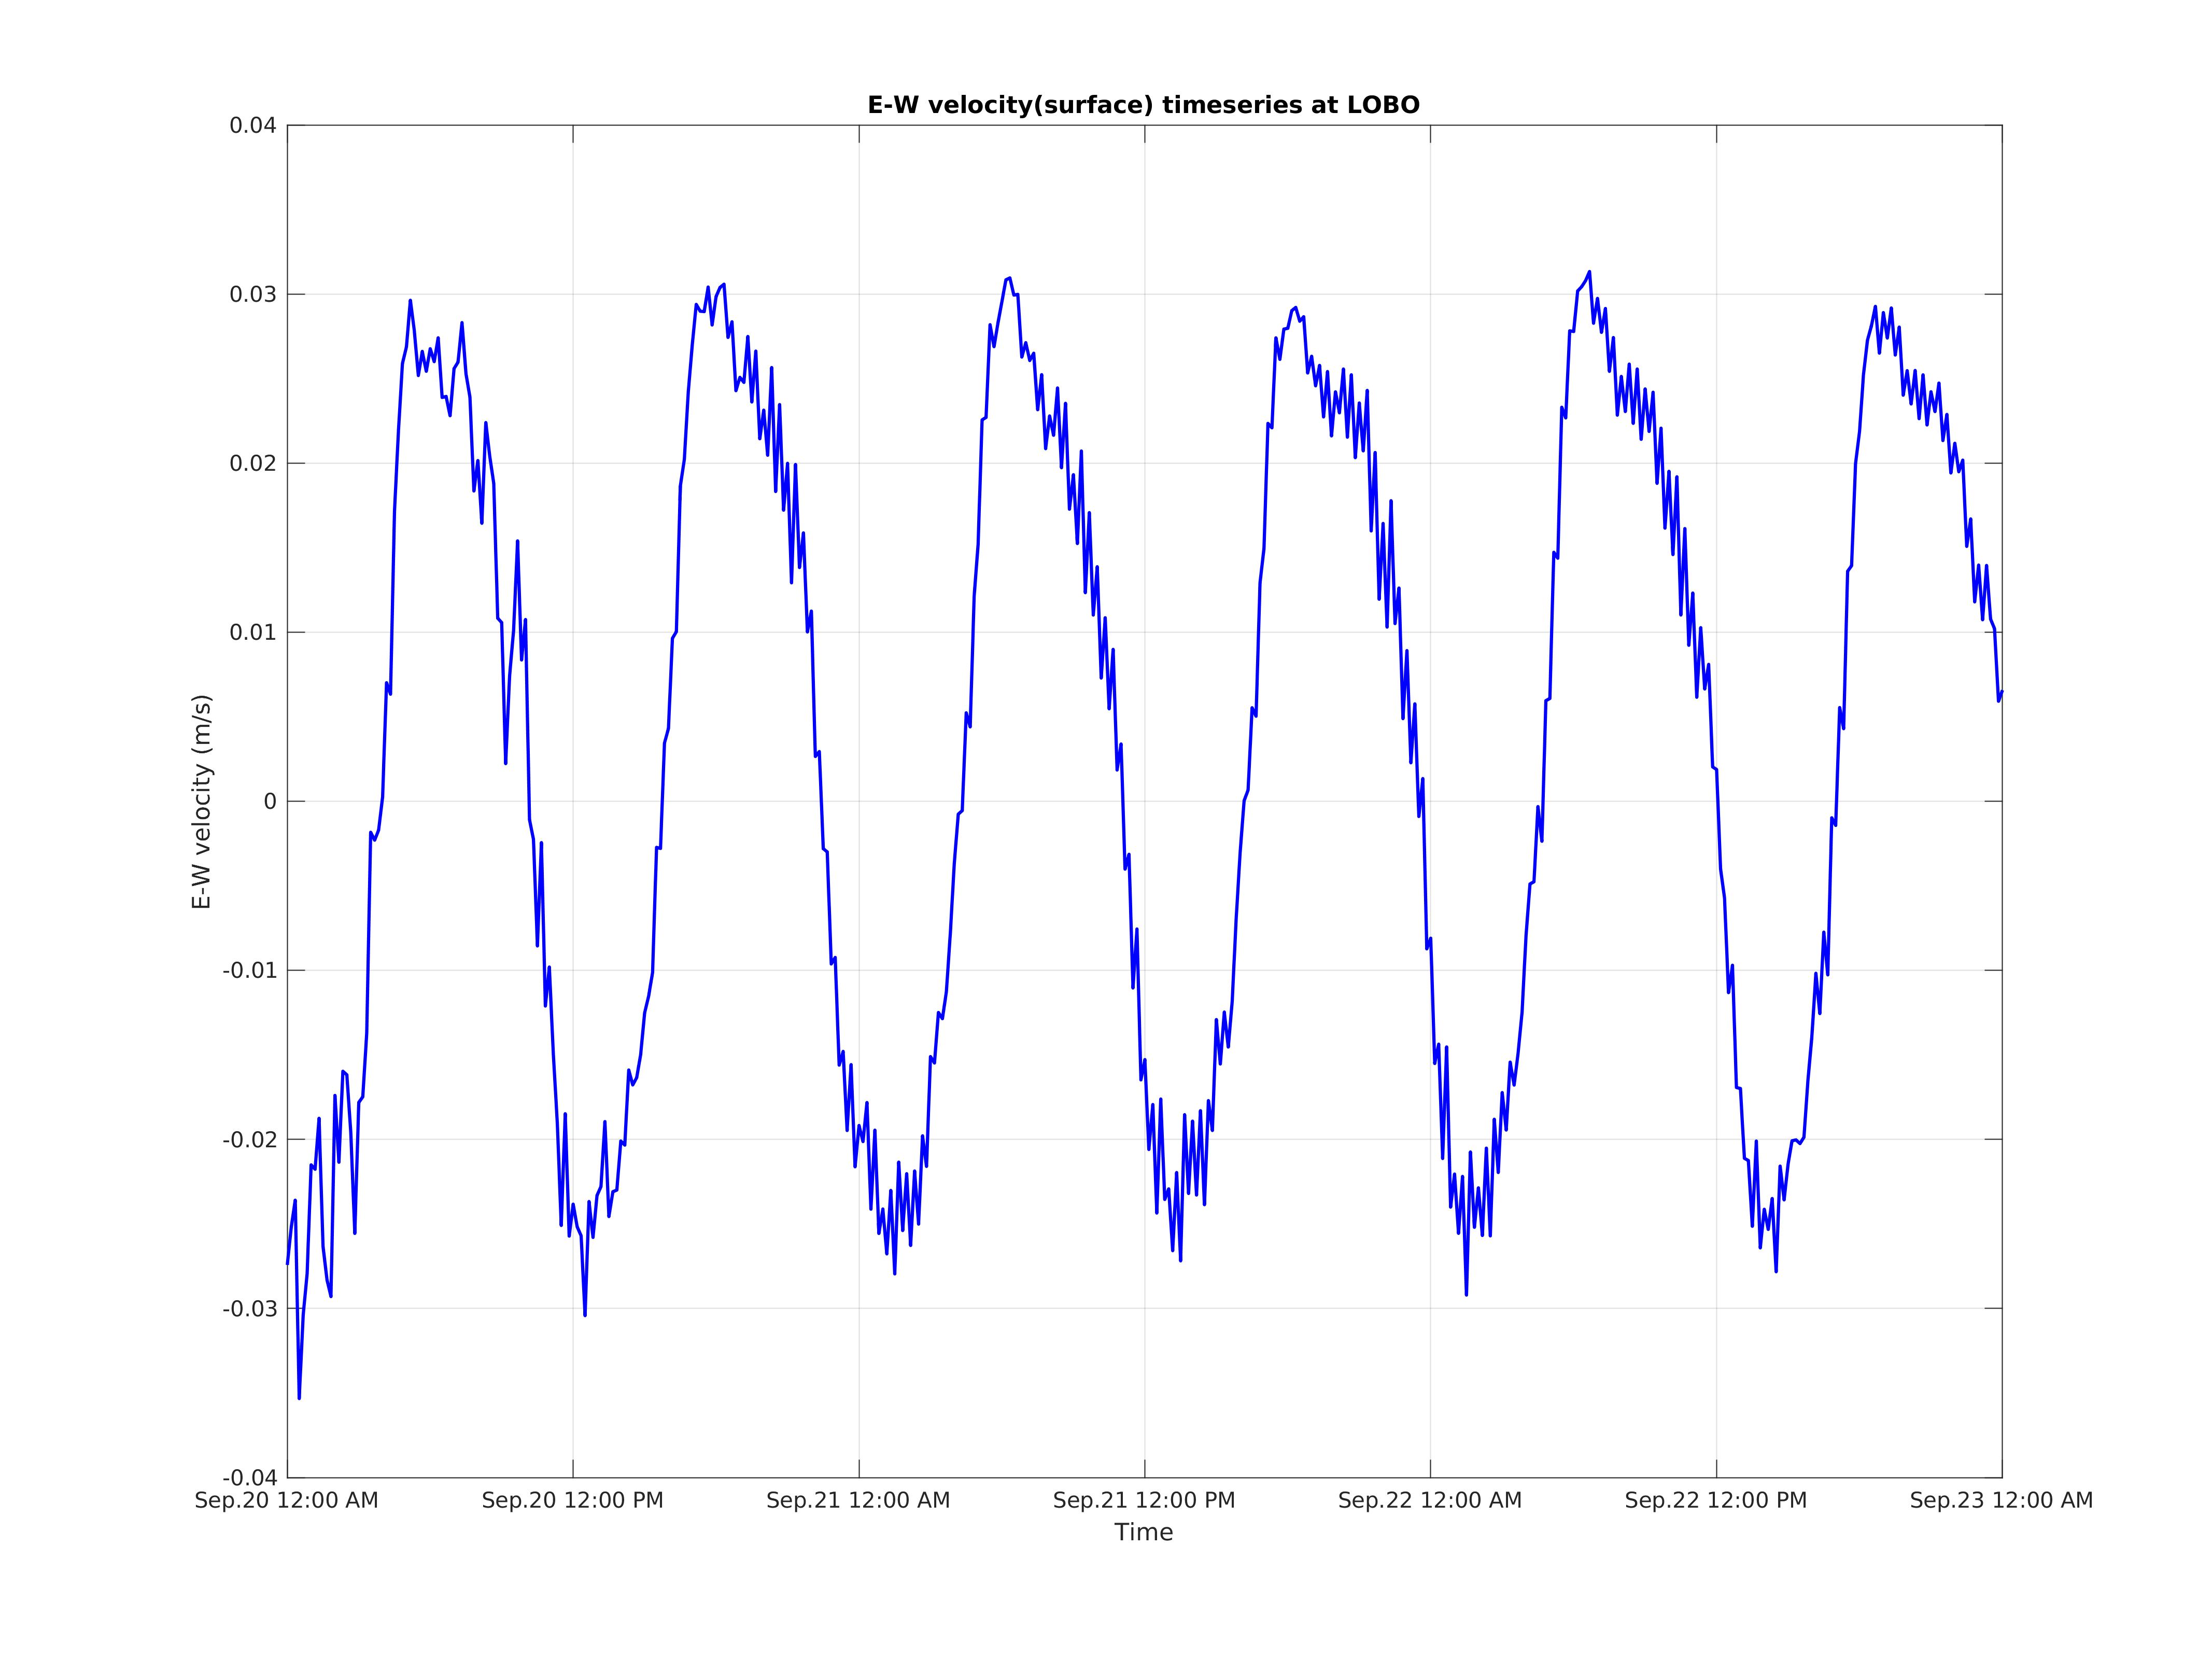 E-W velocity(surface) timeseries at LOBO
0.04
0.03
0.02
0.01
0
-0.01
-0.02
-0.03
-0.04
E-W velocity (m/s)
Sep.20 12:00 AM Sep.20 12:00 PM Sep.21 12:00 AM Sep.21 12:00 PM Sep.22 12:00 AM Sep.22 12:00 PM Sep.23 12:00 AM
Time